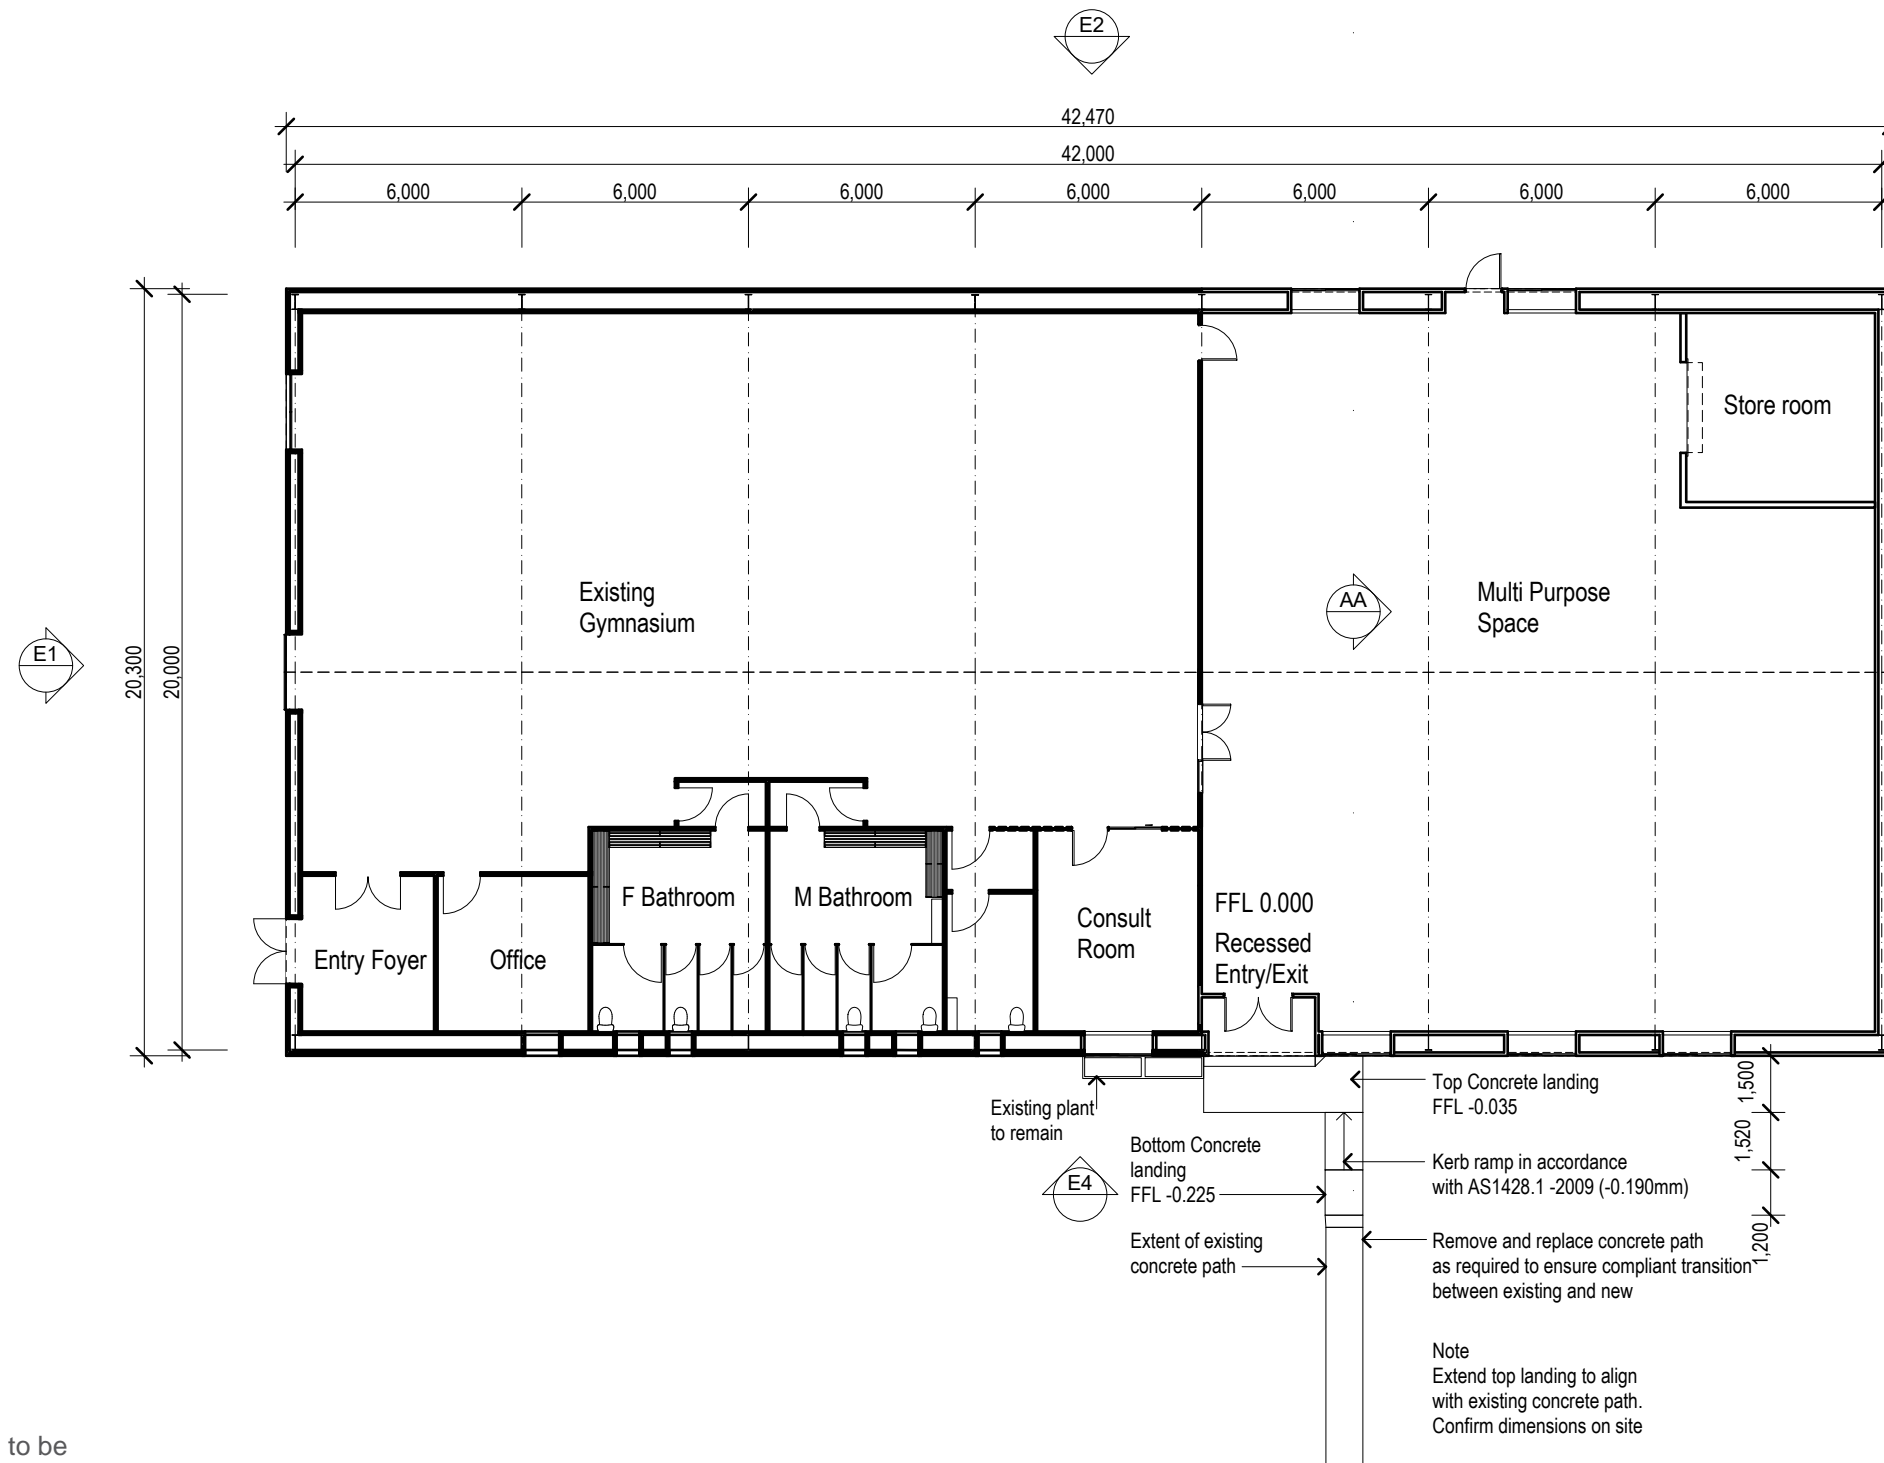 E2
42,470
42,000
6,000 6,000 6,000 6,000 6,000 6,000 6,000
Store room
Existing
Gymnasium
AA
Multi Purpose
Space
E1
20,300
20,000
F Bathroom
M Bathroom
Entry Foyer
Office
Consult
Room
FFL 0.000
Recessed
Entry/Exit
Existing plant
to remain
Top Concrete landing
FFL -0.035
1,500
Bottom Concrete
landing
FFL -0.225
E4
Kerb ramp in accordance
with AS1428.1 -2009 (-0.190mm)
1,520
Extent of existing
concrete path
Remove and replace concrete path
as required to ensure compliant transition
between existing and new
1,200
Note
Extend top landing to align
with existing concrete path.
Confirm dimensions on site
to be